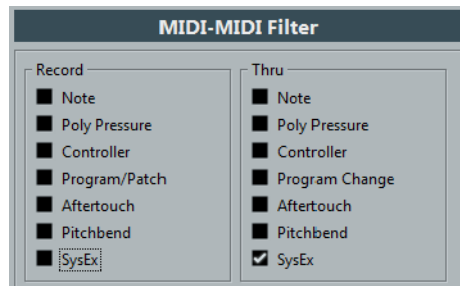 MIDI-MIDI Filter
Record
Note
Poly Pressure
Controller
Program/Patch
Aftertouch
Pitchbend
SysEx
Thru
Note
Poly Pressure
Controller
Program Change
Aftertouch
Pitchbend
SysEx